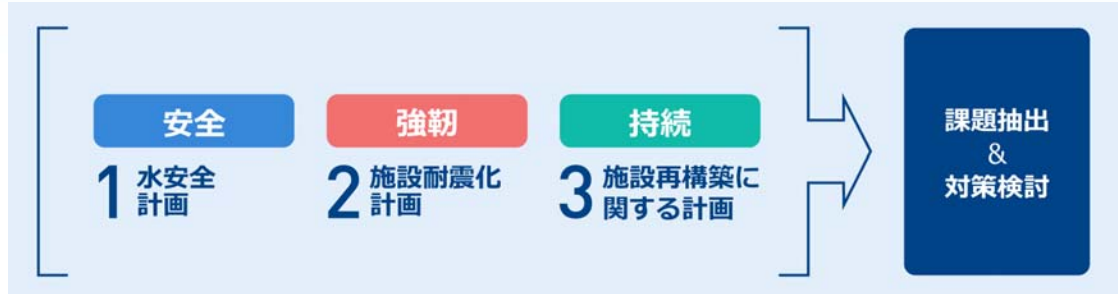 安全
1 水安全
計画
強靭
2 施設耐震化
計画
持続
3 施設再構築に
関する計画
課題抽出
&
対策検討